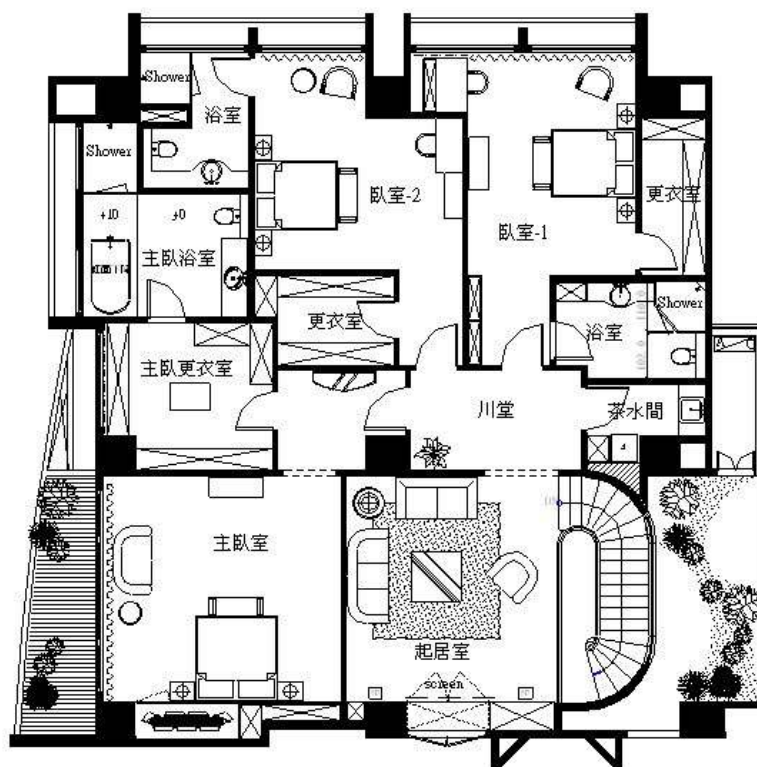 Shower
浴室
Shower
臥室-2
更衣室
臥室-1
+10
±0
主臥浴室
更衣室
浴室
Shower
主臥更衣室
川堂
茶水間
主臥室
起居室
screen